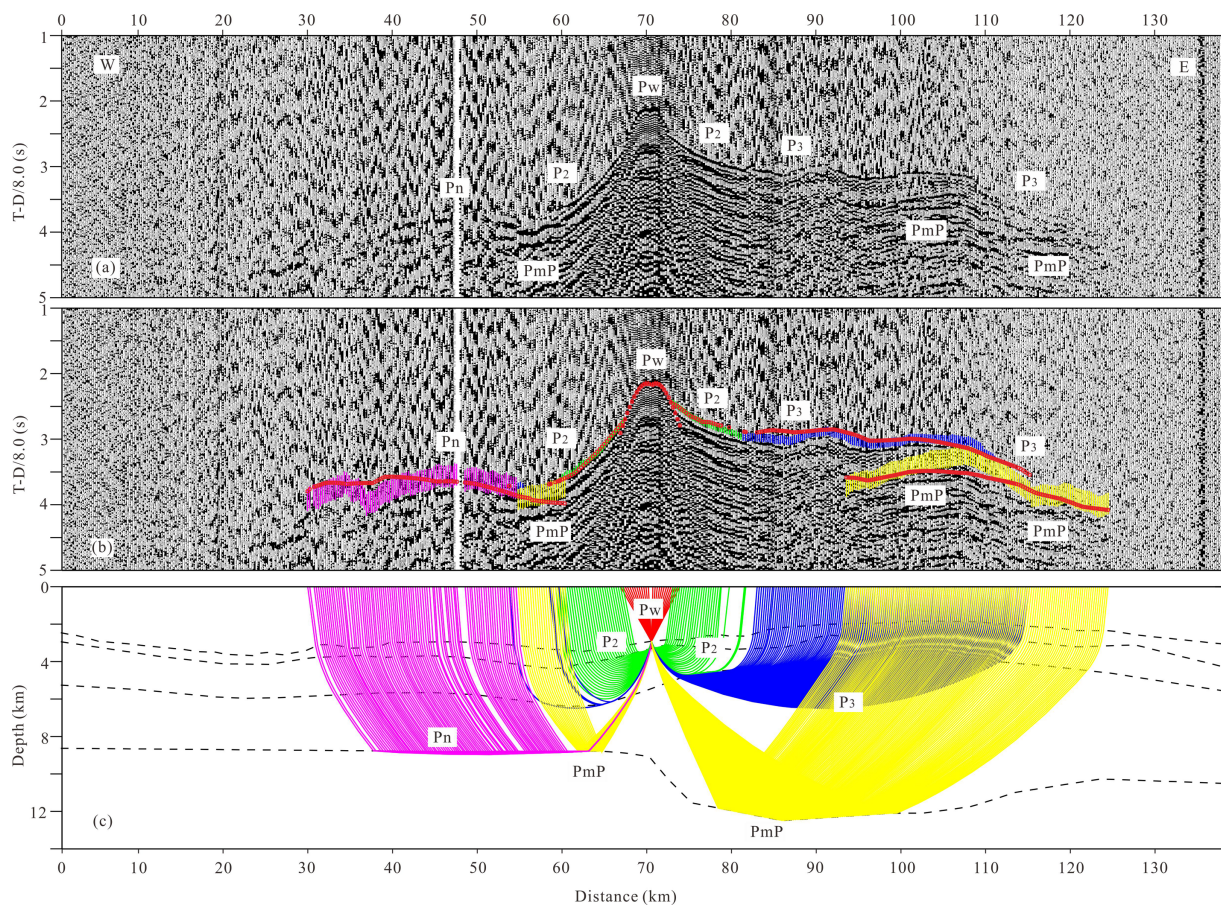 0 10 20 30 40 50 60 70 80 90 100 110 120 130
1
W
E
Pw
2
P2
P3
3
P2
P3
Pn
T-D/8.0 (s)
4
PmP
(a)
PmP
PmP
5
1
Pw
2
P2
P3
3
P2
Pn
P3
T-D/8.0 (s)
4
PmP
PmP
PmP
(b)
5
0
Pw
P2
P2
4
P3
Depth (km)
Pn
8
PmP
12
(c)
PmP
0 10 20 30 40 50 60 70 80 90 100 110 120 130
Distance (km)